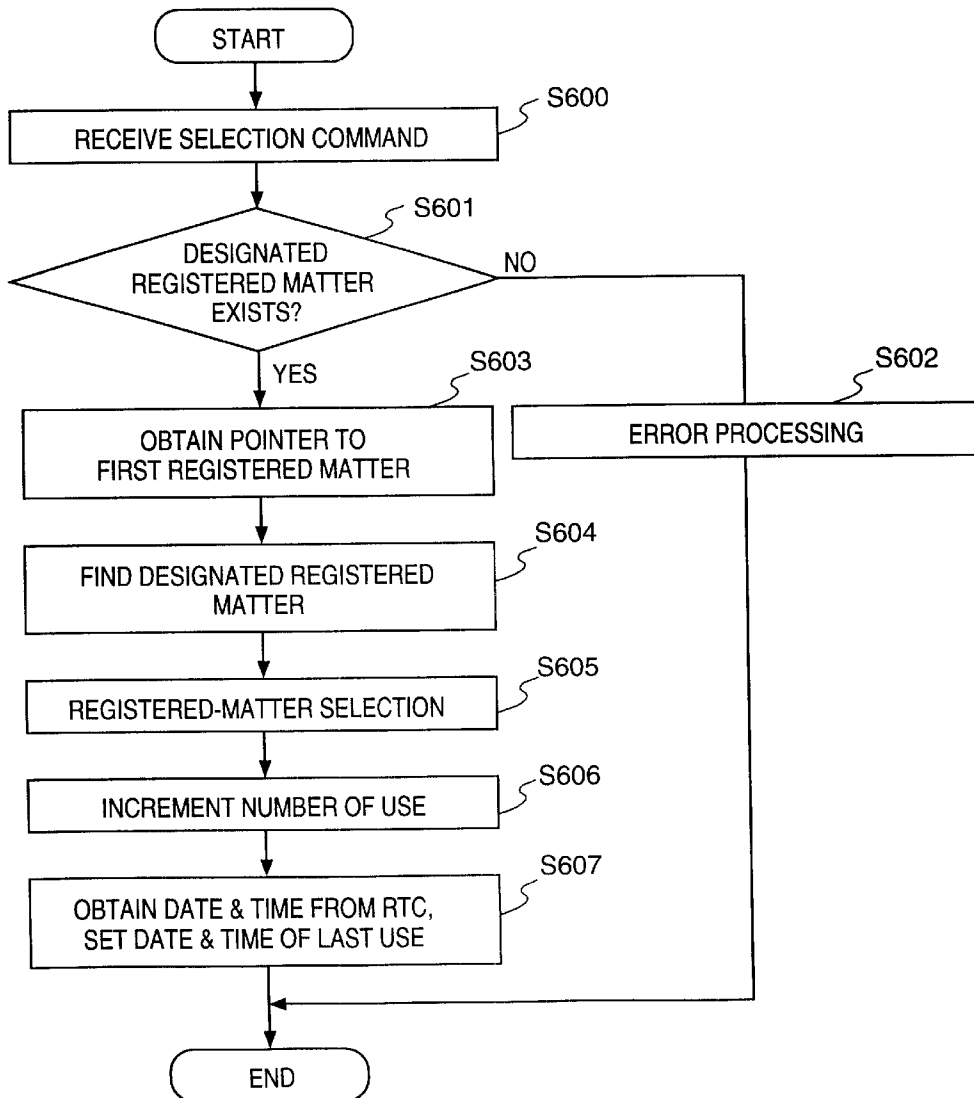 START
S600
RECEIVE SELECTION COMMAND
S601
DESIGNATED
REGISTERED MATTER
EXISTS?
NO
YES
S603
S602
OBTAIN POINTER TO
FIRST REGISTERED MATTER
ERROR PROCESSING
S604
FIND DESIGNATED REGISTERED
MATTER
S605
REGISTERED-MATTER SELECTION
S606
INCREMENT NUMBER OF USE
S607
OBTAIN DATE & TIME FROM RTC,
SET DATE & TIME OF LAST USE
END